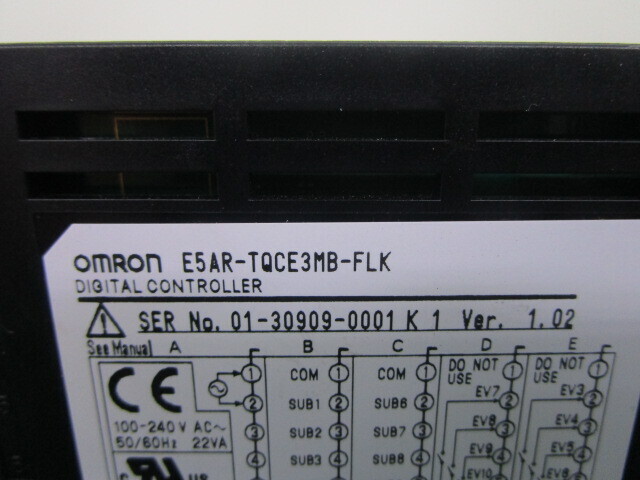 OMRON E5AR-TQCE3MB-FLK
DIGITAL CONTROLLER
SER No. 01-30909-0001 K 1 Ver. 1.02
See Manual A B C D E
1 COM 1 COM 1 DO NOT USE 1 DO NOT USE 1
CE 2 SUB1 2 SUB6 2 EV7 2 EV3 2
100-240 V AC~ 3 SUB2 3 SUB7 3 EV8 3 EV4 3
50/60Hz 22VA 4 SUB3 4 SUB8 4 EV9 4 EV5 4
C US EV10 EV6